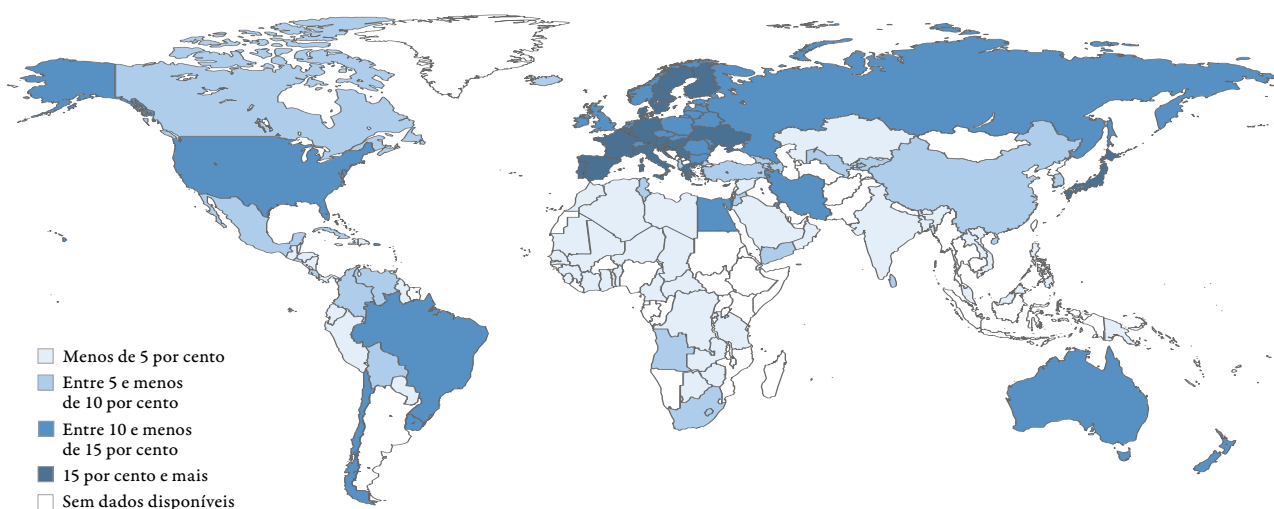 Menos de 5 por cento
Entre 5 e menos
de 10 por cento
Entre 10 e menos
de 15 por cento
15 por cento e mais
Sem dados disponíveis